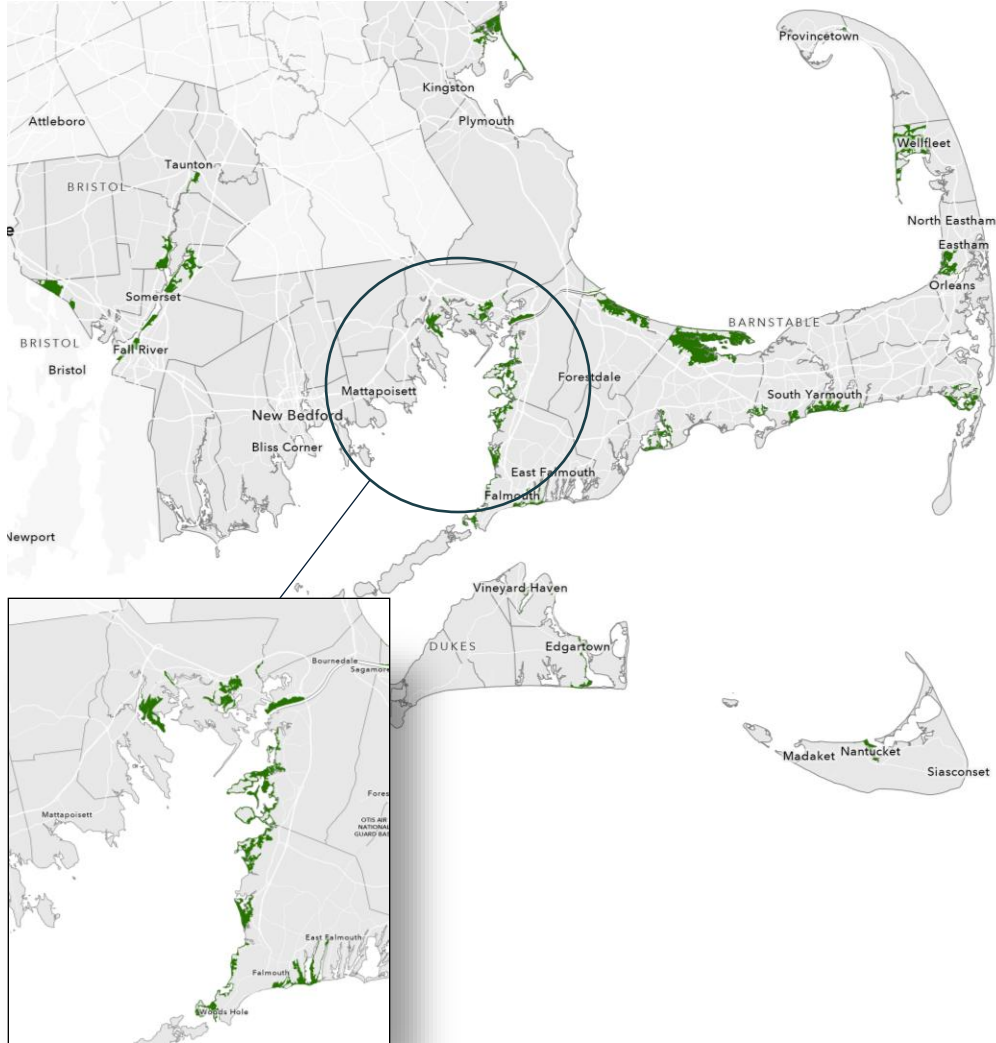 Provincetown
Kingston
Plymouth
Attleboro
Wellfleet
Taunton
BRISTOL
North Eastham
Eastham
Orleans
Somerset
BARNSTABLE
BRISTOL
Fall River
Bristol
Forestdale
Mattapoisett
South Yarmouth
New Bedford
Bliss Corner
East Falmouth
Falmouth
Newport
Vineyard Haven
DUKES
Edgartown
Madaket
Nantucket
Siasconset
Bournedale
Sagamore
Mattapoisett
Fores
OTIS AIR
NATIONAL
GUARD BAS
East Falmouth
Falmouth
Woods Hole